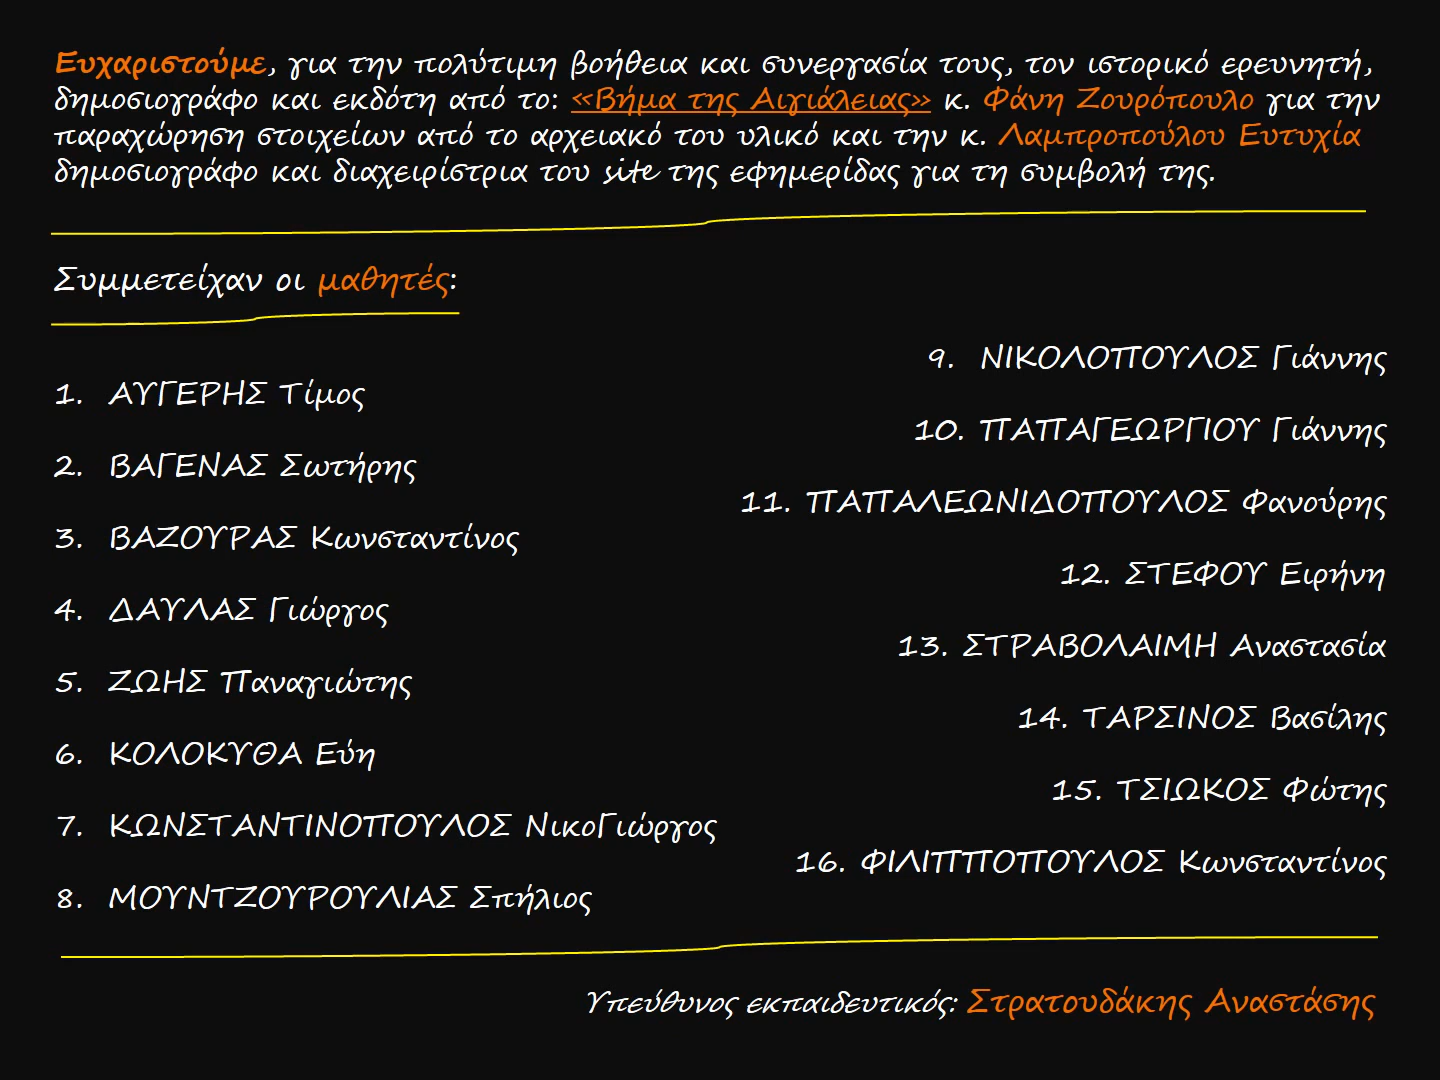 Ευχαριστούμε, για την πολύτιμη βοήθεια και συνεργασία τους, τον ιστορικό ερευνητή,
δημοσιογράφο και εκδότη από το: «Βήμα της Αιγιάλειας» κ. Φάνη Ζουρόπουλο για την
παραχώρηση στοιχείων από το αρχειακό του υλικό και την κ. Λαμπροπούλου Ευτυχία
δημοσιογράφο και διαχειρίστρια του site της εφημερίδας για τη συμβολή της.
Συμμετείχαν οι μαθητές:
1. ΑΥΓΕΡΗΣ Τίμος
2. ΒΑΓΕΝΑΣ Σωτήρης
3. ΒΑΖΟΥΡΑΣ Κωνσταντίνος
4. ΔΑΥΛΑΣ Γιώργος
5. ΖΩΗΣ Παναγιώτης
6. ΚΟΛΟΚΥΘΑ Εύη
7. ΚΩΝΣΤΑΝΤΙΝΟΠΟΥΛΟΣ ΝικοΓιώργος
8. ΜΟΥΝΤΖΟΥΡΟΥΛΙΑΣ Σπήλιος
9. ΝΙΚΟΛΟΠΟΥΛΟΣ Γιάννης
10. ΠΑΠΑΓΕΩΡΓΙΟΥ Γιάννης
11. ΠΑΠΑΛΕΩΝΙΔΟΠΟΥΛΟΣ Φανούρης
12. ΣΤΕΦΟΥ Ειρήνη
13. ΣΤΡΑΒΟΛΑΙΜΗ Αναστασία
14. ΤΑΡΣΙΝΟΣ Βασίλης
15. ΤΣΙΩΚΟΣ Φώτης
16. ΦΙΛΙΠΠΟΠΟΥΛΟΣ Κωνσταντίνος
Υπεύθυνος εκπαιδευτικός: Στρατουδάκης Αναστάσης